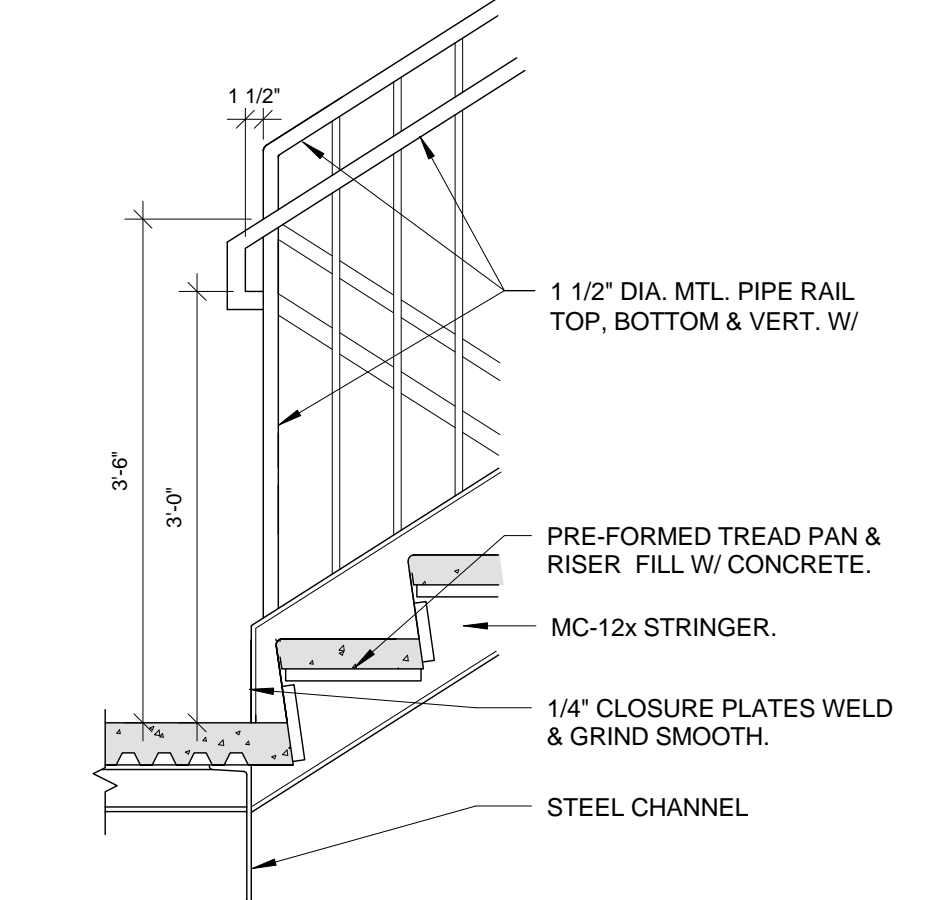 1 1/2"
1 1/2" DIA. MTL. PIPE RAIL
TOP, BOTTOM & VERT. W/
3'-6"
3'-0"
PRE-FORMED TREAD PAN &
RISER FILL W/ CONCRETE.
MC-12x STRINGER.
1/4" CLOSURE PLATES WELD
& GRIND SMOOTH.
STEEL CHANNEL